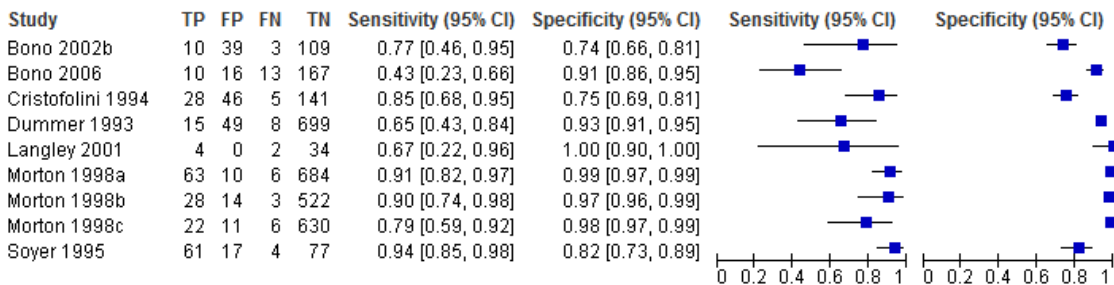 Study TP FP FN TN Sensitivity (95% CI) Specificity (95% CI) Sensitivity (95% CI) Specificity (95% CI)
Bono 2002b 10 39 3 109 0.77 [0.46, 0.95] 0.74 [0.66, 0.81]
Bono 2006 10 16 13 167 0.43 [0.23, 0.66] 0.91 [0.86, 0.95]
Cristofolini 1994 28 46 5 141 0.85 [0.68, 0.95] 0.75 [0.69, 0.81]
Dummer 1993 15 49 8 699 0.65 [0.43, 0.84] 0.93 [0.91, 0.95]
Langley 2001 4 0 2 34 0.67 [0.22, 0.96] 1.00 [0.90, 1.00]
Morton 1998a 63 10 6 684 0.91 [0.82, 0.97] 0.99 [0.97, 0.99]
Morton 1998b 28 14 3 522 0.90 [0.74, 0.98] 0.97 [0.96, 0.99]
Morton 1998c 22 11 6 630 0.79 [0.59, 0.92] 0.98 [0.97, 0.99]
Soyer 1995 61 17 4 77 0.94 [0.85, 0.98] 0.82 [0.73, 0.89]
0 0.2 0.4 0.6 0.8 1 0 0.2 0.4 0.6 0.8 1